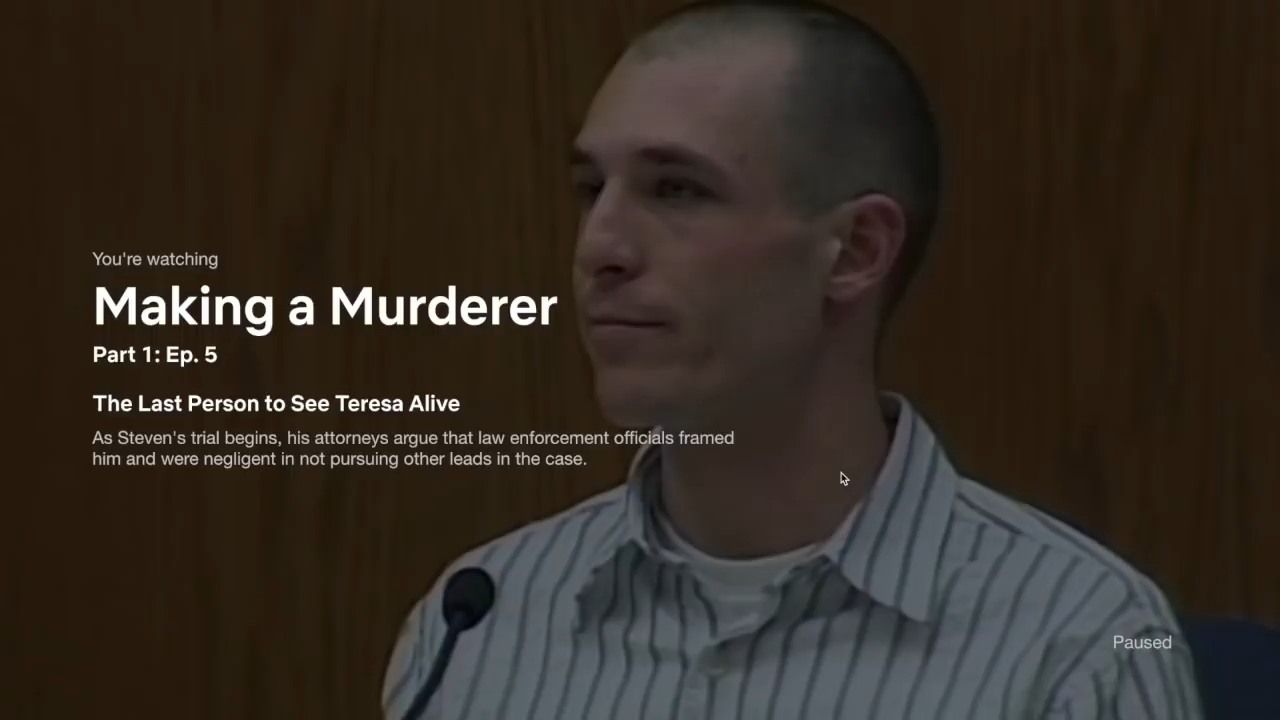 You're watching
Making a Murderer
Part 1: Ep. 5
The Last Person to See Teresa Alive
As Steven's trial begins, his attorneys argue that law enforcement officials framed
him and were negligent in not pursuing other leads in the case.
Paused